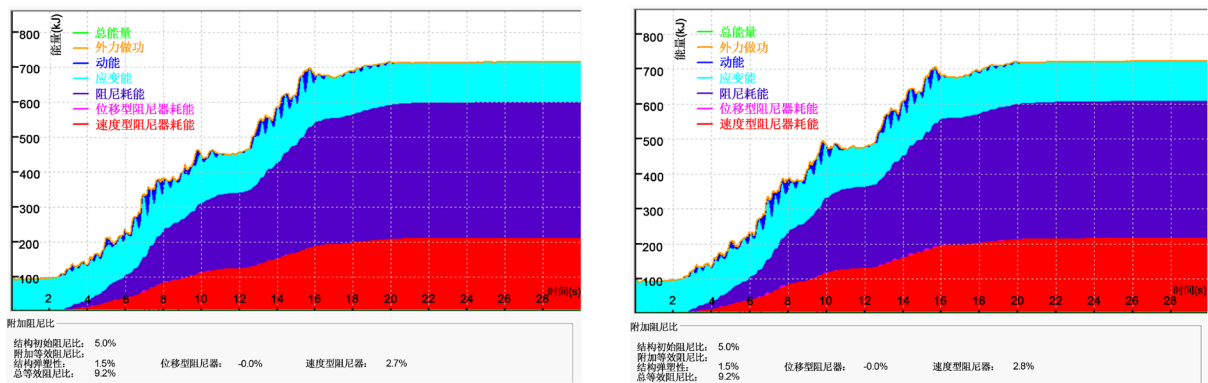 能量(kJ)
800
700
600
500
400
300
200
100
总能量
外力做功
动能
应变能
阻尼耗能
位移型阻尼器耗能
速度型阻尼器耗能
2 4 6 8 10 12 14 16 18 20 22 24 26 28
时间(s)
附加阻尼比
结构初始阻尼比: 5.0%
附加等效阻尼比:
结构弹塑性: 1.5% 位移型阻尼器: -0.0% 速度型阻尼器: 2.7%
总等效阻尼比: 9.2%
能量(kJ)
800
700
600
500
400
300
200
100
总能量
外力做功
动能
应变能
阻尼耗能
位移型阻尼器耗能
速度型阻尼器耗能
2 4 6 8 10 12 14 16 18 20 22 24 26 28
时间(s)
附加阻尼比
结构初始阻尼比: 5.0%
附加等效阻尼比:
结构弹塑性: 1.5% 位移型阻尼器: -0.0% 速度型阻尼器: 2.8%
总等效阻尼比: 9.2%